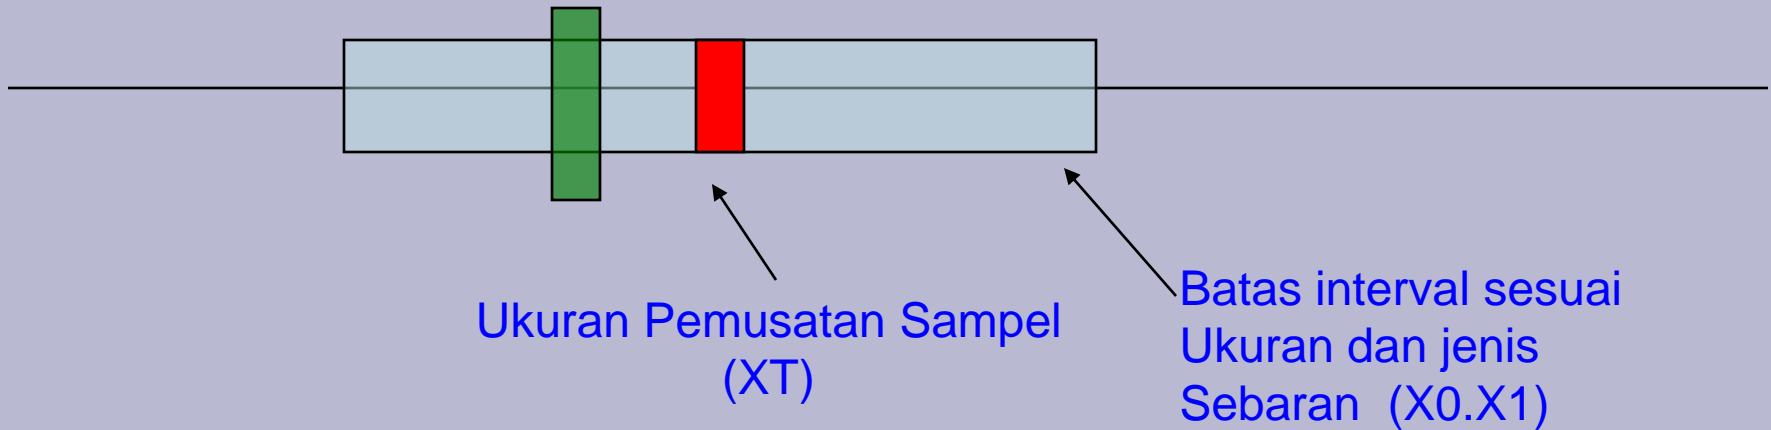 Ukuran Pemusatan Sampel
(XT)
Batas interval sesuai
Ukuran dan jenis
Sebaran  (X0.X1)